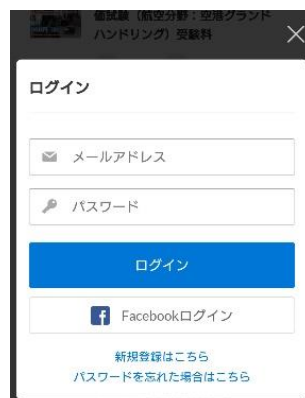 価試験（航空分野：空港グランド
ハンドリング）受験料
ログイン
メールアドレス
パスワード
ログイン
Facebookログイン
新規登録はこちら
パスワードを忘れた場合はこちら